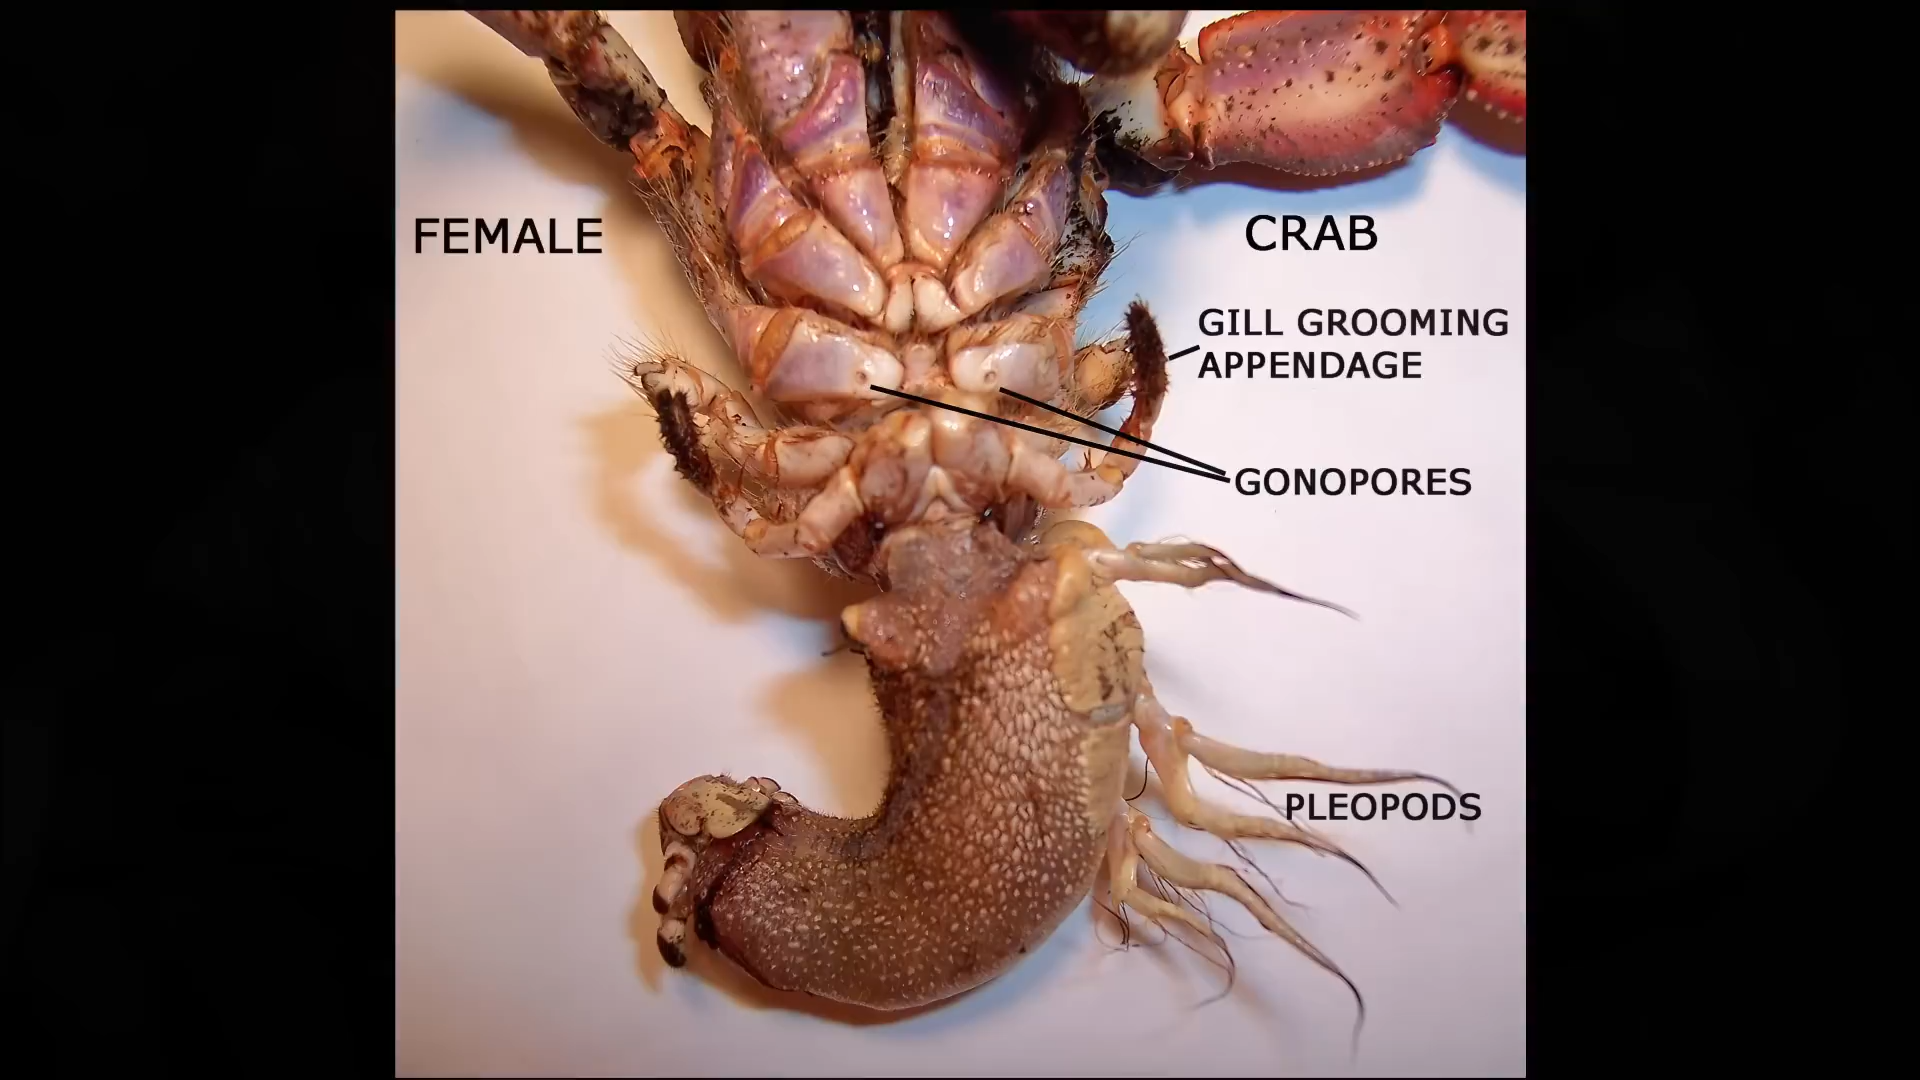 FEMALE
CRAB
GILL GROOMING
APPENDAGE
GONOPORES
PLEOPODS